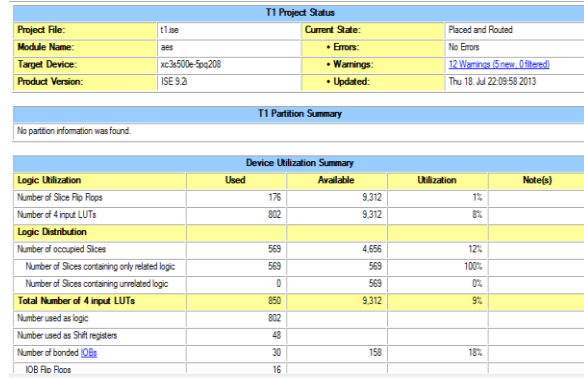 T1 Project Status
Project File: t1.ise Current State: Placed and Routed
Module Name: aes • Errors: No Errors
Target Device: xc3s500e-5pq208 • Warnings: 12 Warnings (5 new, 0 filtered)
Product Version: ISE 9.2i • Updated: Thu 18. Jul 22:09:58 2013
T1 Partition Summary
No partition information was found.
Device Utilization Summary
Logic Utilization Used Available Utilization Note(s)
Number of Slice Flip Flops 176 9,312 1%
Number of 4 input LUTs 802 9,312 8%
Logic Distribution
Number of occupied Slices 569 4,656 12%
Number of Slices containing only related logic 569 569 100%
Number of Slices containing unrelated logic 0 569 0%
Total Number of 4 input LUTs 850 9,312 9%
Number used as logic 802
Number used as Shift registers 48
Number of bonded IOBs 30 158 18%
IOB Flip Flops 16